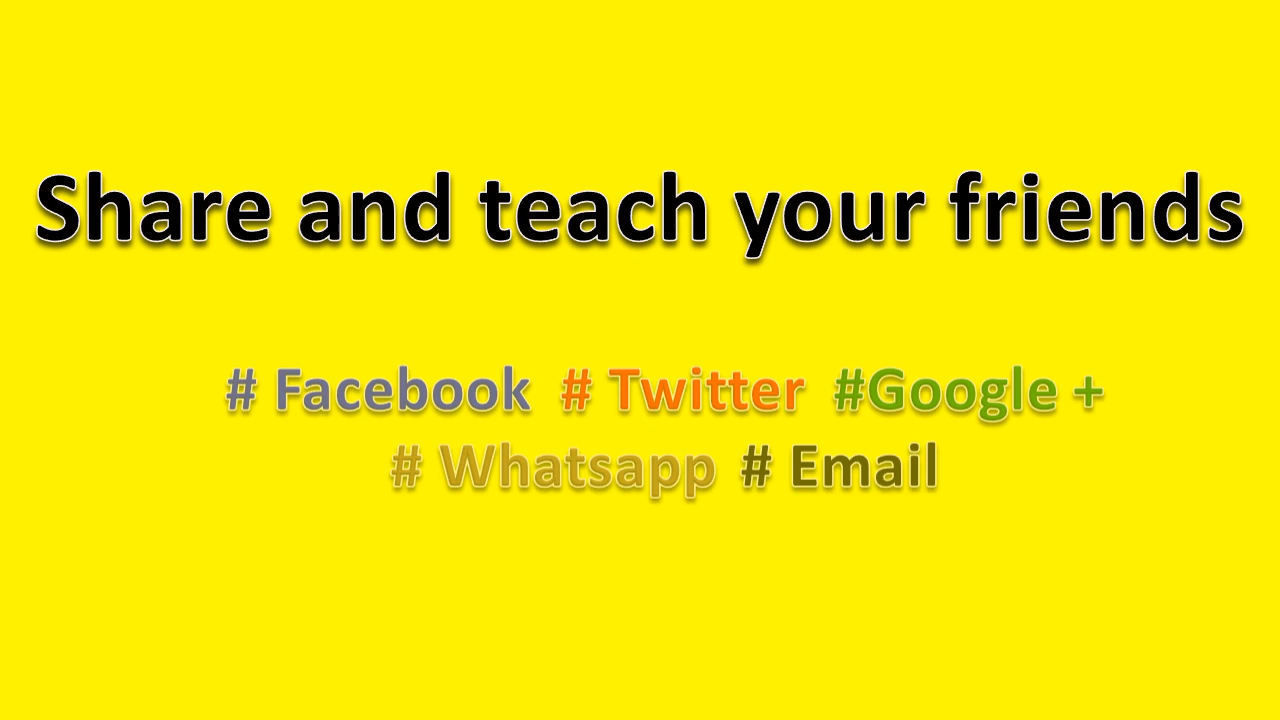 Share and teach your friends
# Facebook # Twitter #Google +
# Whatsapp # Email